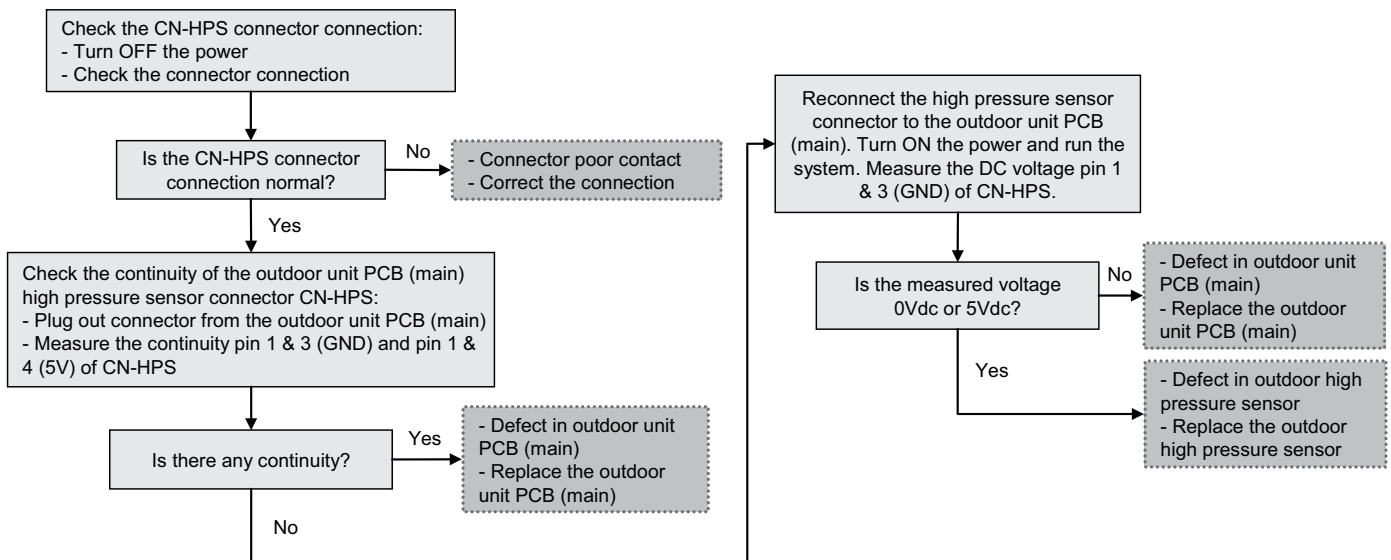 Check the CN-HPS connector connection:
- Turn OFF the power
- Check the connector connection
Is the CN-HPS connector
connection normal?
No
- Connector poor contact
- Correct the connection
Yes
Check the continuity of the outdoor unit PCB (main)
high pressure sensor connector CN-HPS:
- Plug out connector from the outdoor unit PCB (main)
- Measure the continuity pin 1 & 3 (GND) and pin 1 &
4 (5V) of CN-HPS
Is there any continuity?
Yes
- Defect in outdoor unit
PCB (main)
- Replace the outdoor
unit PCB (main)
No
Reconnect the high pressure sensor
connector to the outdoor unit PCB
(main). Turn ON the power and run the
system. Measure the DC voltage pin 1
& 3 (GND) of CN-HPS.
Is the measured voltage
0Vdc or 5Vdc?
No
- Defect in outdoor unit
PCB (main)
- Replace the outdoor
unit PCB (main)
Yes
- Defect in outdoor high
pressure sensor
- Replace the outdoor
high pressure sensor